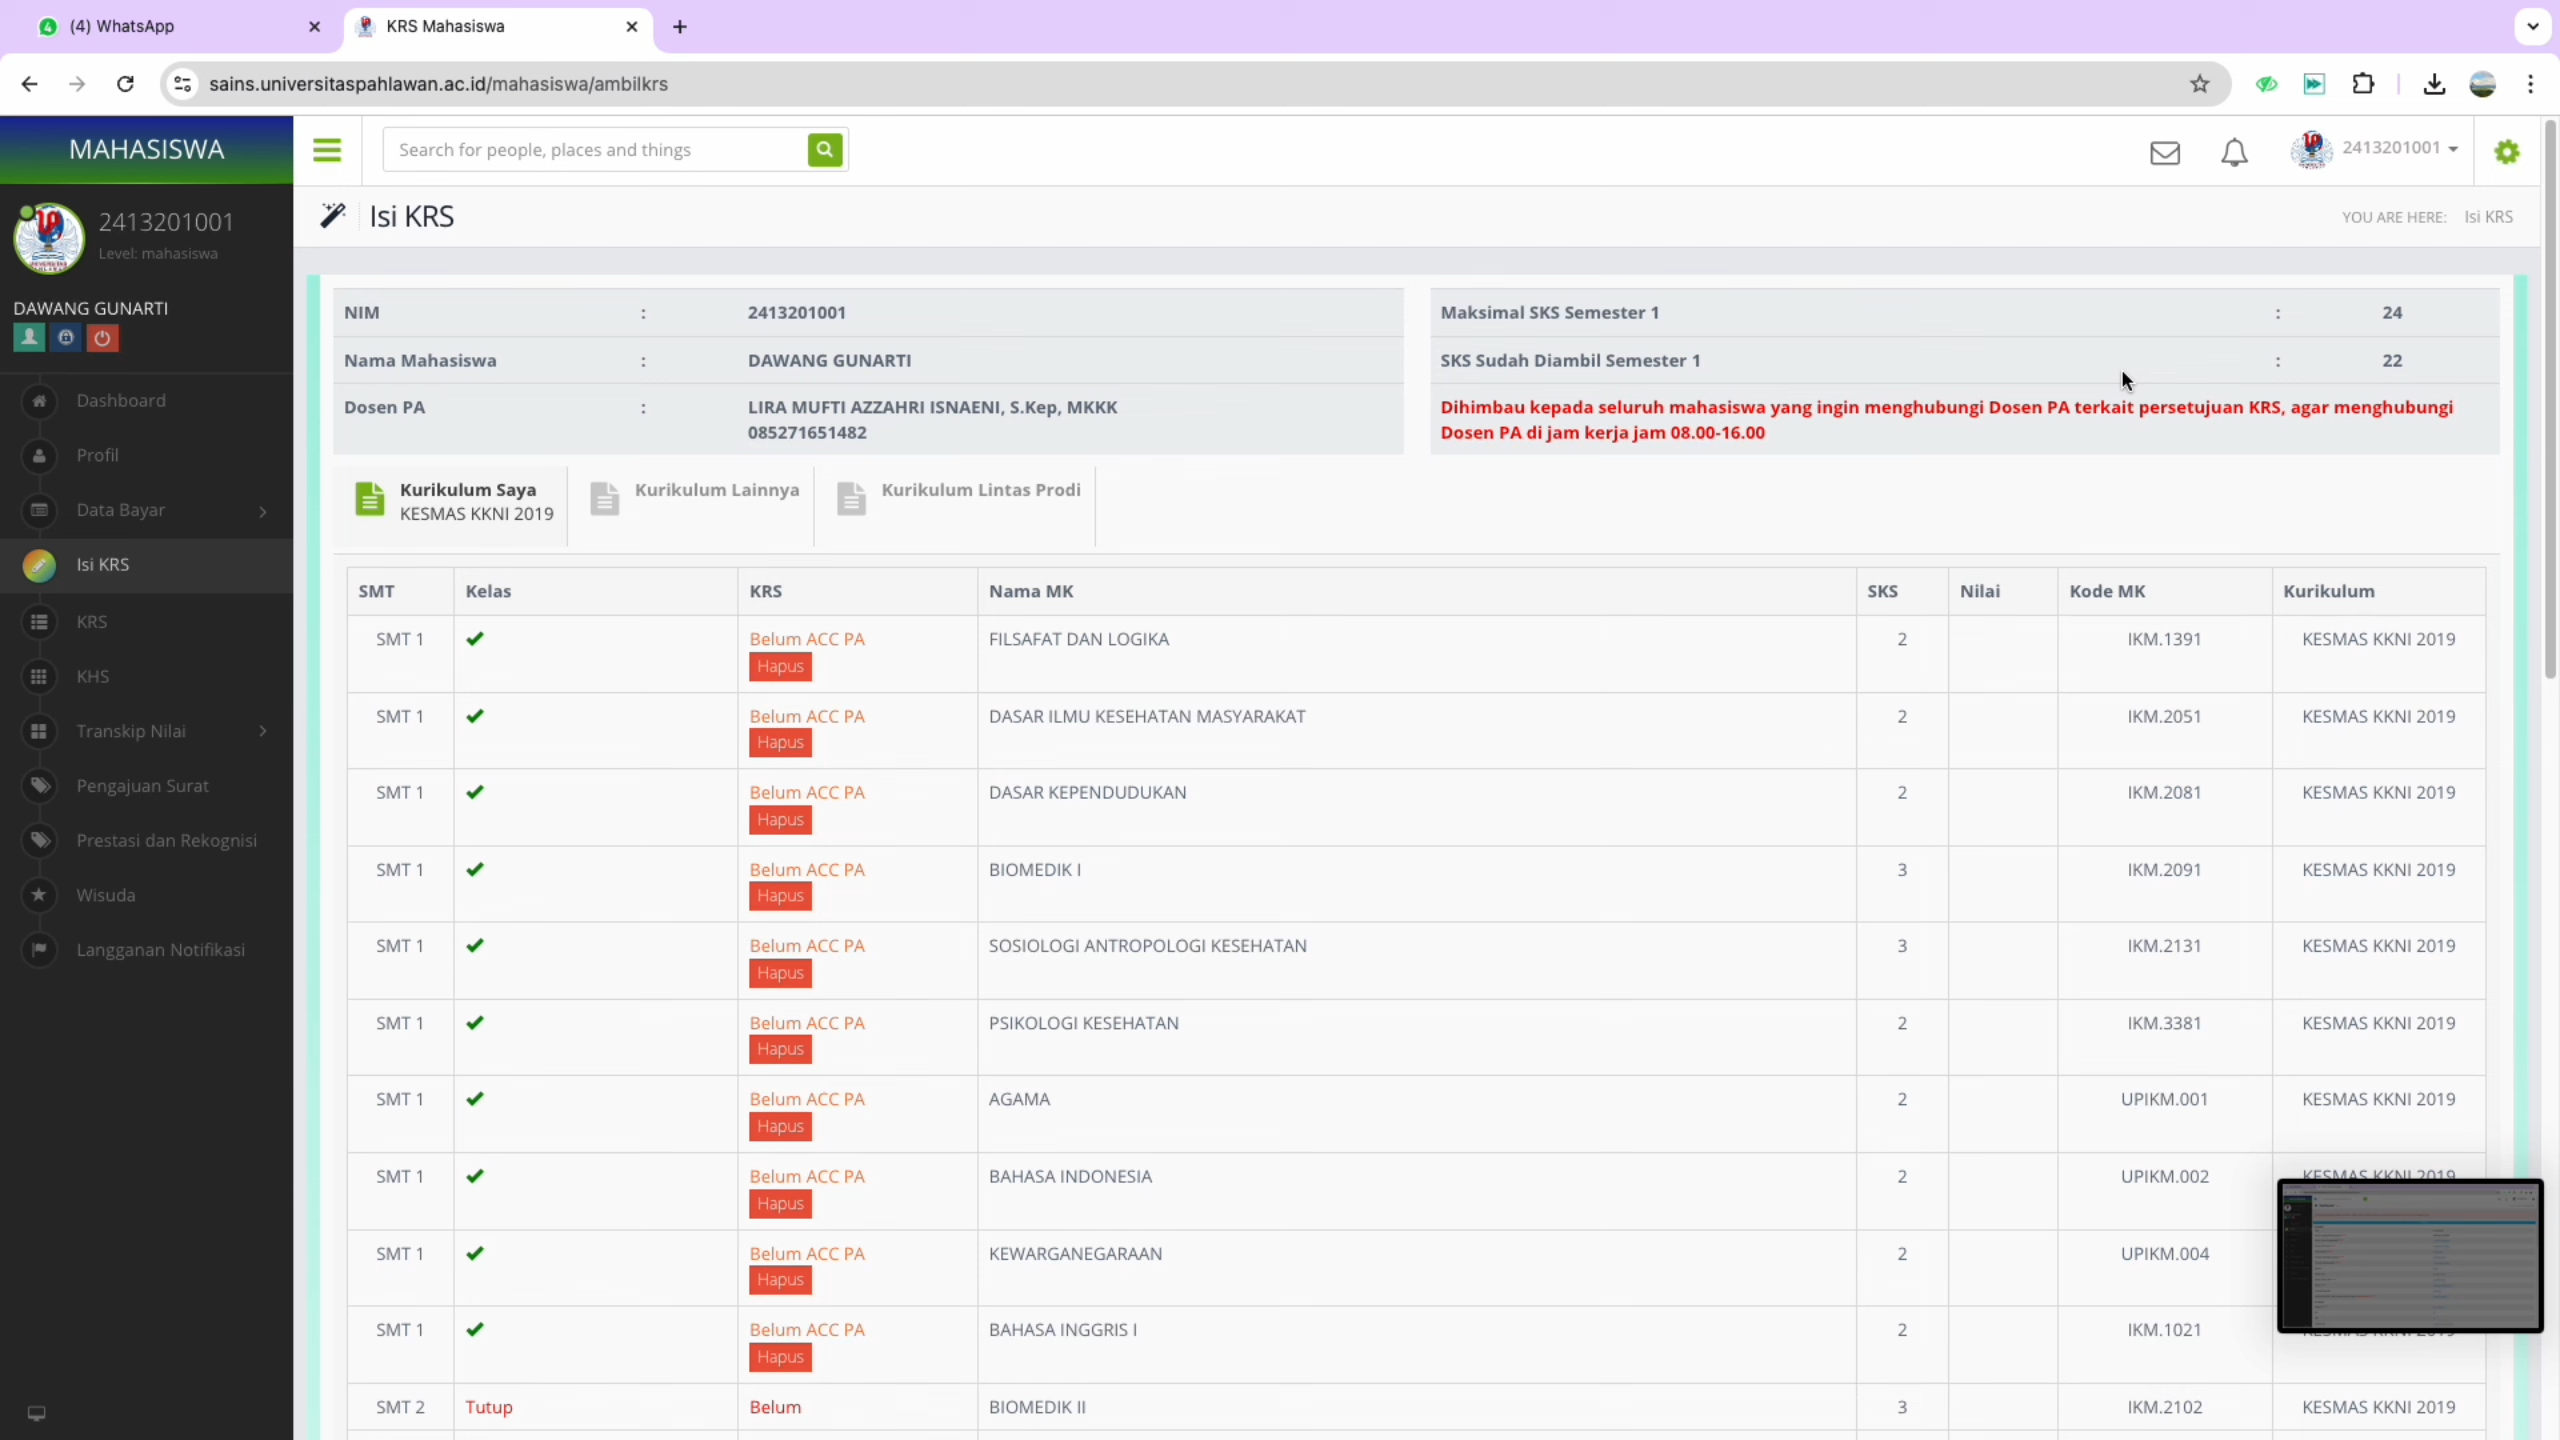 (4) WhatsApp
KRS Mahasiswa
sains.universitaspahlawan.ac.id/mahasiswa/ambilkrs
MAHASISWA
Search for people, places and things
2413201001
2413201001
Level: mahasiswa
DAWANG GUNARTI
Dashboard
Profil
Data Bayar
Isi KRS
KRS
KHS
Transkip Nilai
Pengajuan Surat
Prestasi dan Rekognisi
Wisuda
Langganan Notifikasi
Isi KRS
YOU ARE HERE: Isi KRS
NIM : 2413201001
Nama Mahasiswa : DAWANG GUNARTI
Dosen PA : LIRA MUFTI AZZAHRI ISNAENI, S.Kep, MKKK
085271651482
Maksimal SKS Semester 1 : 24
SKS Sudah Diambil Semester 1 : 22
Dihimbau kepada seluruh mahasiswa yang ingin menghubungi Dosen PA terkait persetujuan KRS, agar menghubungi
Dosen PA di jam kerja jam 08.00-16.00
Kurikulum Saya
KESMAS KKNI 2019
Kurikulum Lainnya
Kurikulum Lintas Prodi
SMT Kelas KRS Nama MK SKS Nilai Kode MK Kurikulum
SMT 1 Belum ACC PA FILSAFAT DAN LOGIKA 2 IKM.1391 KESMAS KKNI 2019
Hapus
SMT 1 Belum ACC PA DASAR ILMU KESEHATAN MASYARAKAT 2 IKM.2051 KESMAS KKNI 2019
Hapus
SMT 1 Belum ACC PA DASAR KEPENDUDUKAN 2 IKM.2081 KESMAS KKNI 2019
Hapus
SMT 1 Belum ACC PA BIOMEDIK I 3 IKM.2091 KESMAS KKNI 2019
Hapus
SMT 1 Belum ACC PA SOSIOLOGI ANTROPOLOGI KESEHATAN 3 IKM.2131 KESMAS KKNI 2019
Hapus
SMT 1 Belum ACC PA PSIKOLOGI KESEHATAN 2 IKM.3381 KESMAS KKNI 2019
Hapus
SMT 1 Belum ACC PA AGAMA 2 UPIKM.001 KESMAS KKNI 2019
Hapus
SMT 1 Belum ACC PA BAHASA INDONESIA 2 UPIKM.002 KESMAS KKNI 2019
Hapus
SMT 1 Belum ACC PA KEWARGANEGARAAN 2 UPIKM.004
Hapus
SMT 1 Belum ACC PA BAHASA INGGRIS I 2 IKM.1021 KESMAS KKNI 2019
Hapus
SMT 2 Tutup Belum BIOMEDIK II 3 IKM.2102 KESMAS KKNI 2019